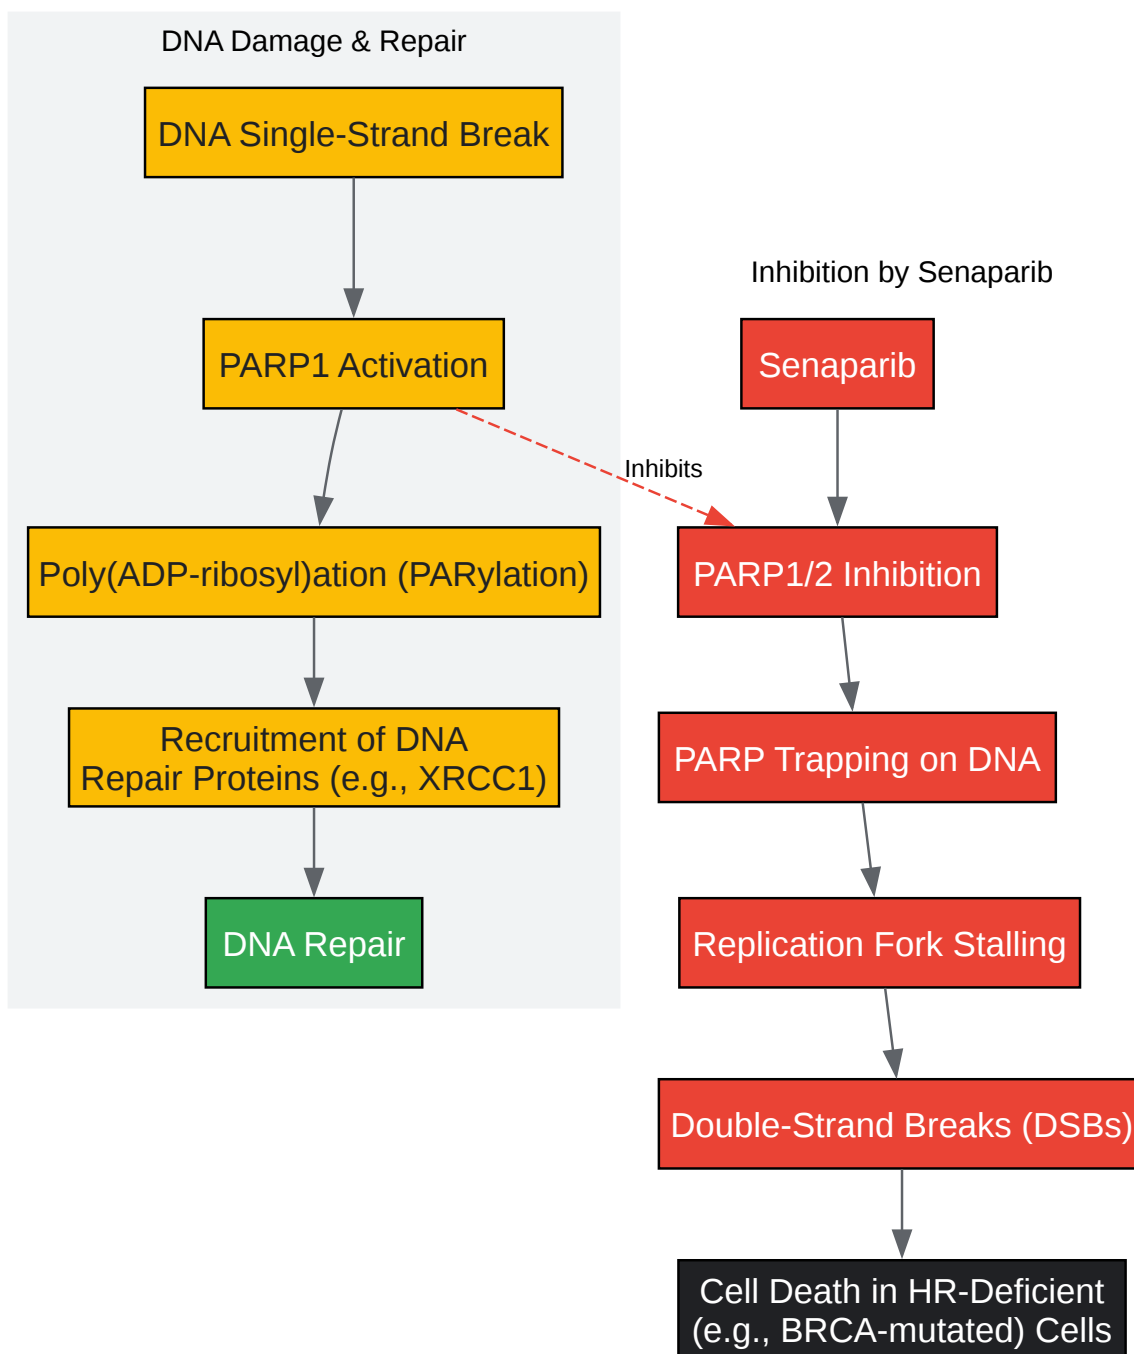 DNA Damage & Repair
DNA Single-Strand Break
PARP1 Activation
Poly(ADP-ribosyl)ation (PARylation)
Recruitment of DNA
Repair Proteins (e.g., XRCC1)
DNA Repair
Inhibits
Inhibition by Senaparib
Senaparib
PARP1/2 Inhibition
PARP Trapping on DNA
Replication Fork Stalling
Double-Strand Breaks (DSBs)
Cell Death in HR-Deficient
(e.g., BRCA-mutated) Cells